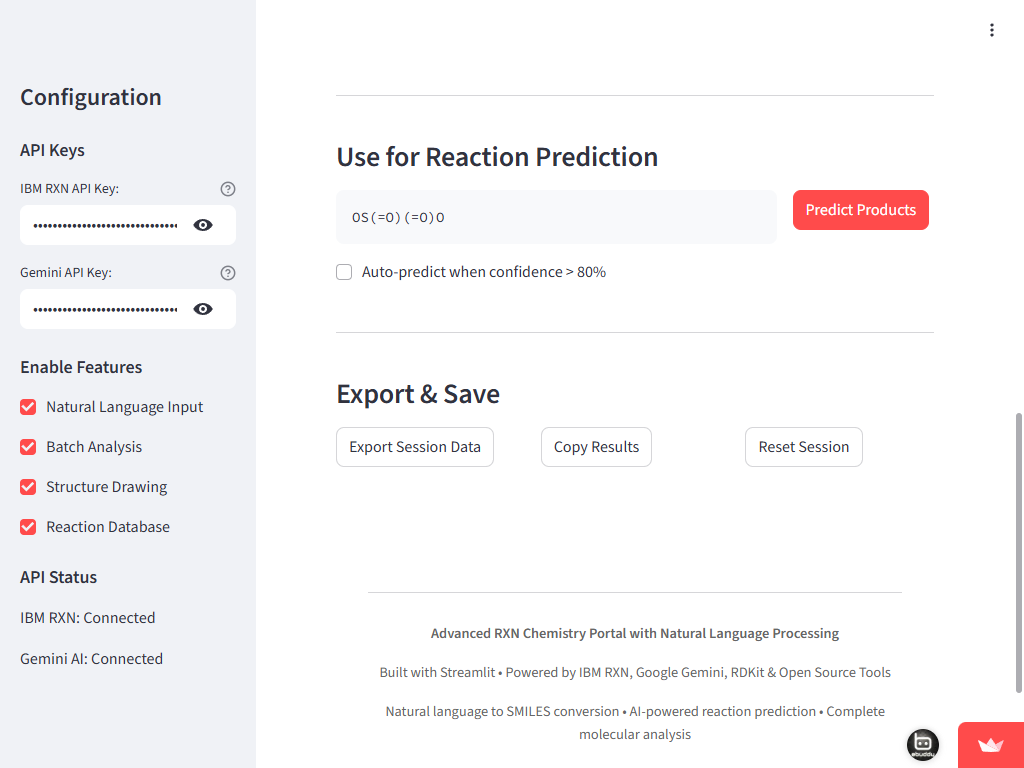 Configuration
API Keys
IBM RXN API Key:
••••••••••••••••••••••••••••••
Gemini API Key:
••••••••••••••••••••••••••••••
Enable Features
Natural Language Input
Batch Analysis
Structure Drawing
Reaction Database
API Status
IBM RXN: Connected
Gemini AI: Connected
Use for Reaction Prediction
OS(=O)(=O)O
Predict Products
Auto-predict when confidence > 80%
Export & Save
Export Session Data
Copy Results
Reset Session
Advanced RXN Chemistry Portal with Natural Language Processing
Built with Streamlit • Powered by IBM RXN, Google Gemini, RDKit & Open Source Tools
Natural language to SMILES conversion • AI-powered reaction prediction • Complete
molecular analysis